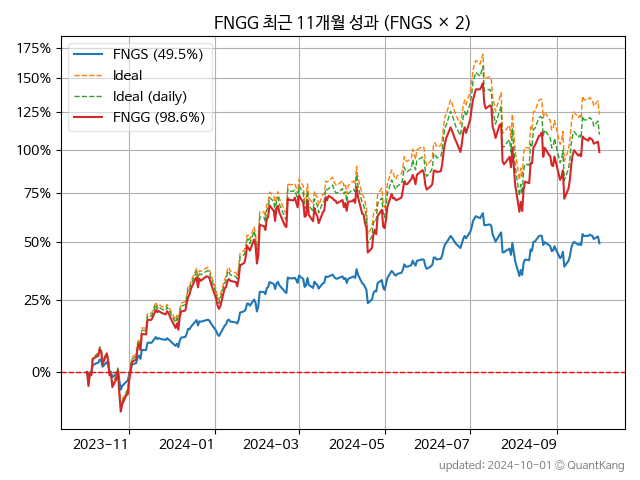 FNGG 최근 11개월 성과 (FNGS × 2)
FNGS (49.5%)
Ideal
Ideal (daily)
FNGG (98.6%)
175%
150%
125%
100%
75%
50%
25%
0%
2023-11
2024-01
2024-03
2024-05
2024-07
2024-09
updated: 2024-10-01 © QuantKang